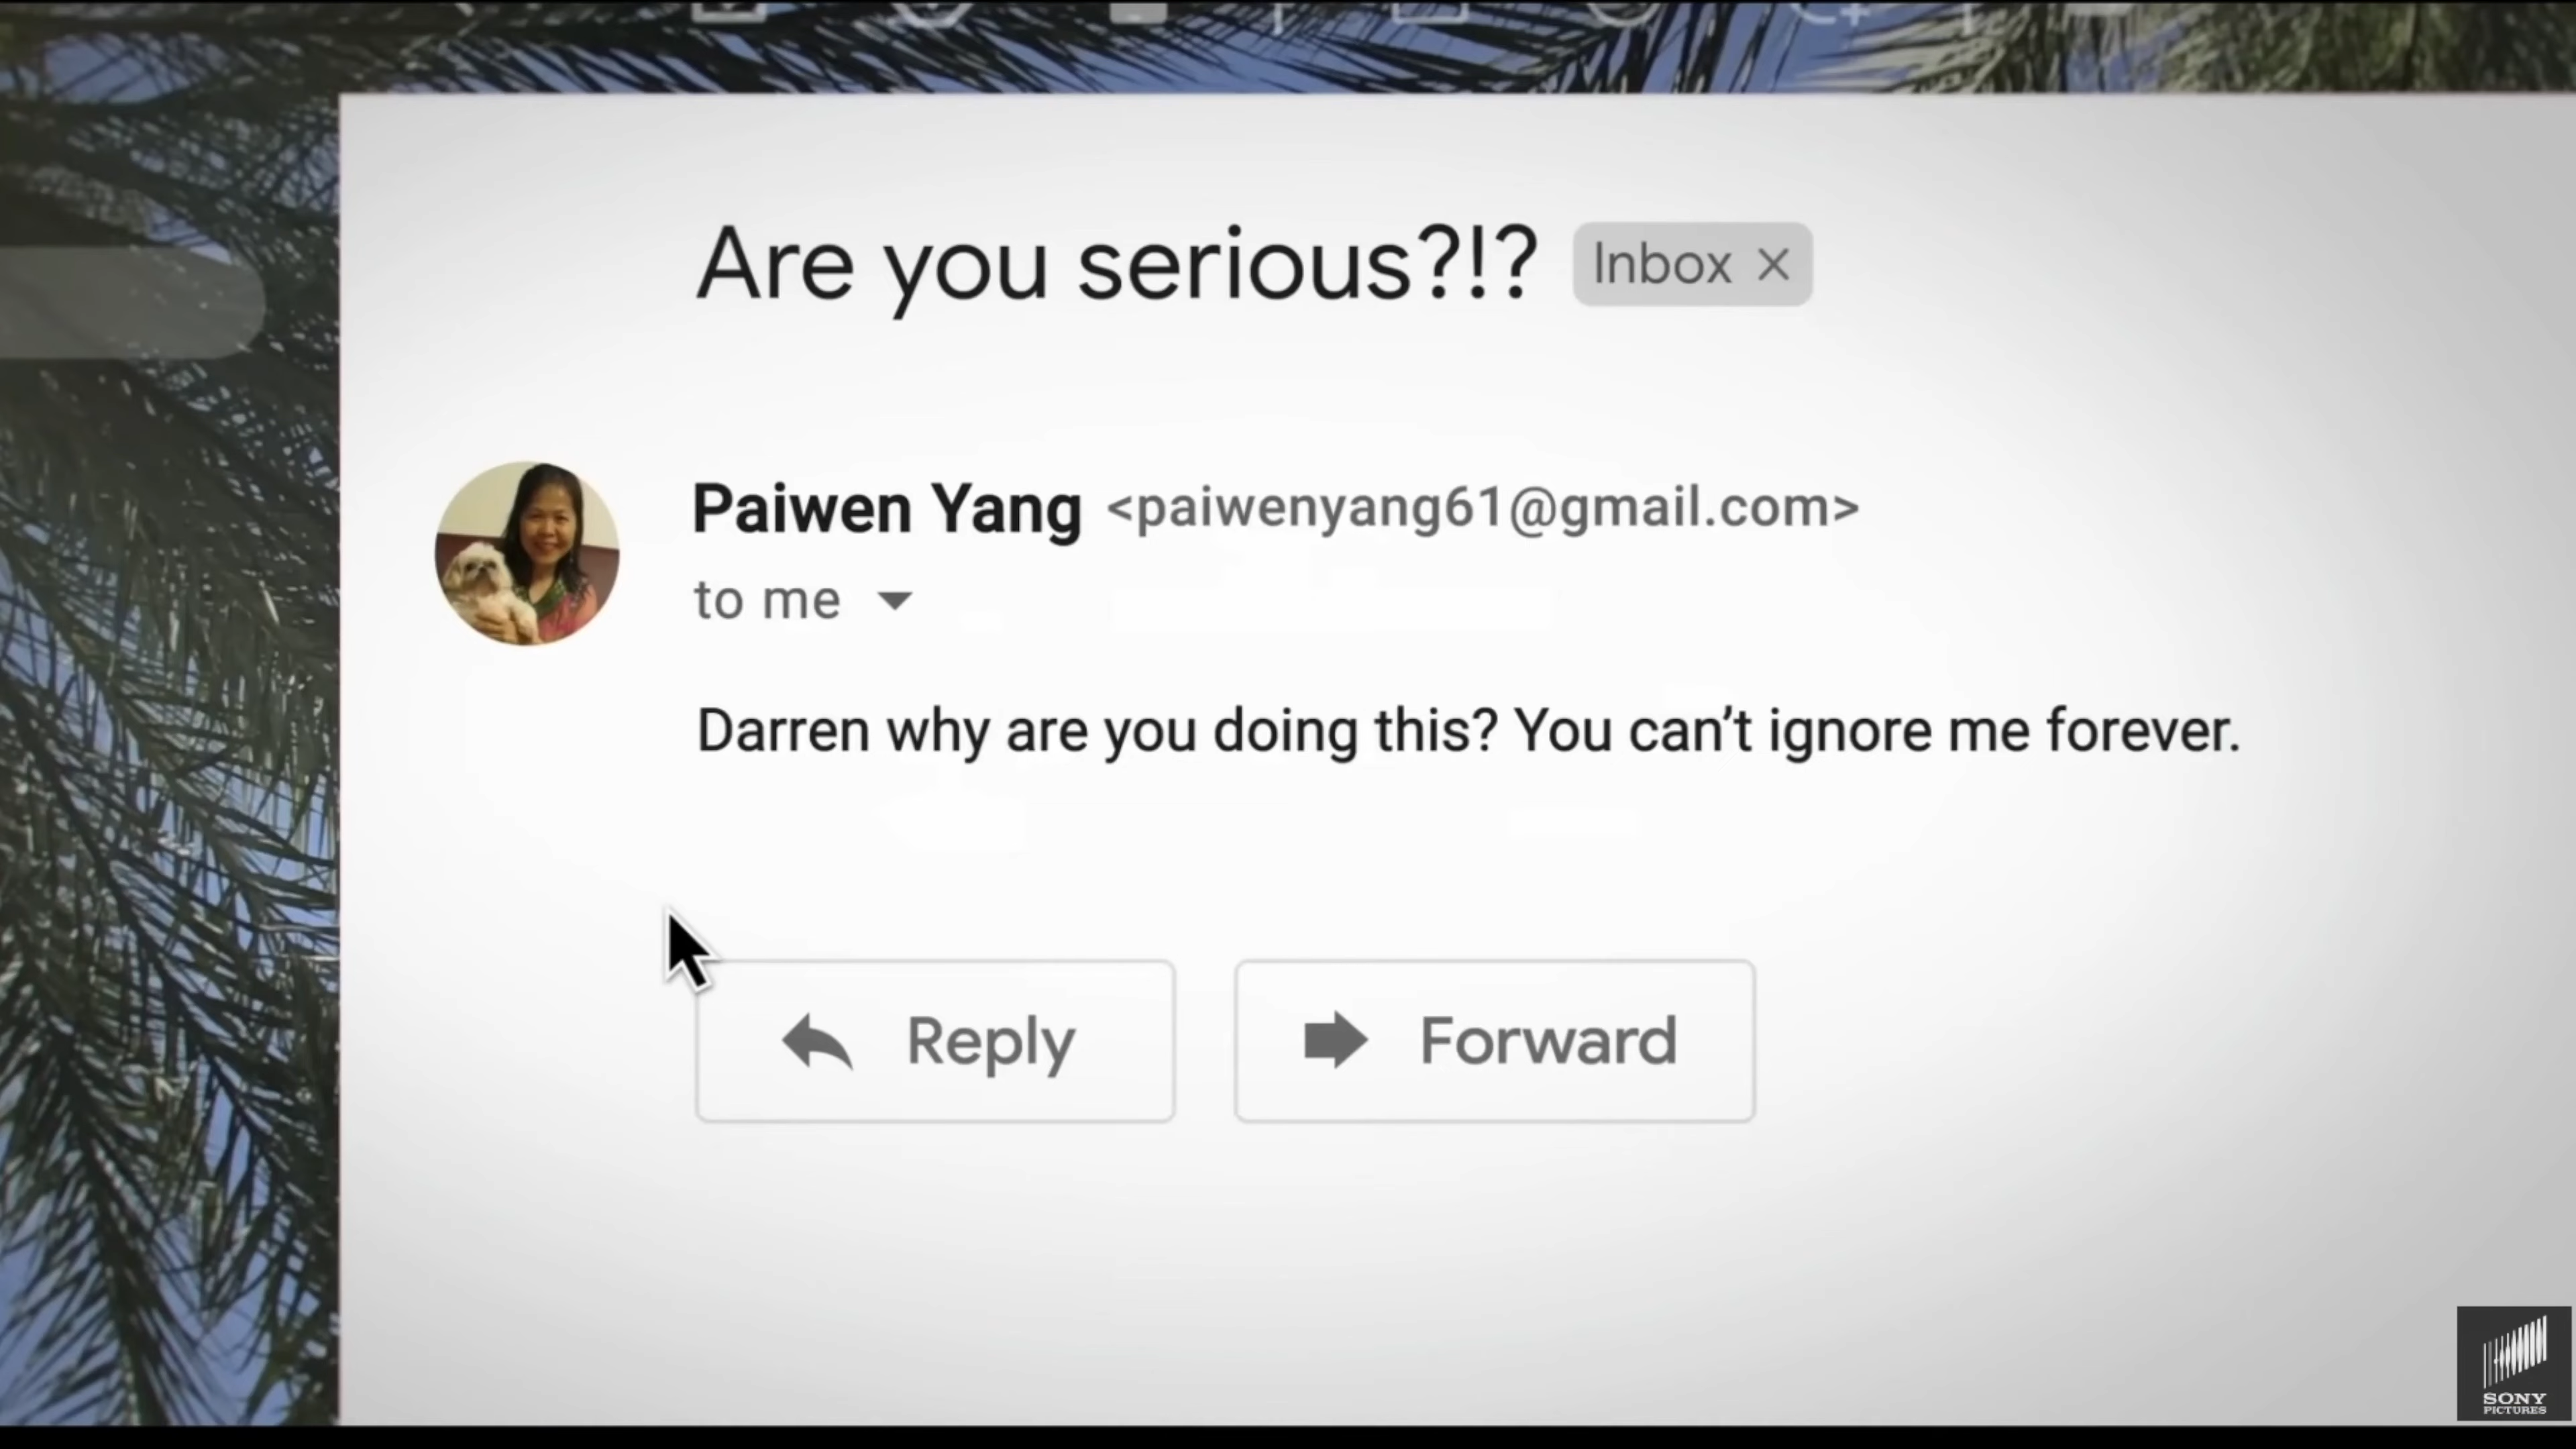 Are you serious?!? Inbox
Paiwen Yang <paiwenyang61@gmail.com>
to me
Darren why are you doing this? You can’t ignore me forever.
Reply Forward
SONY
PICTURES